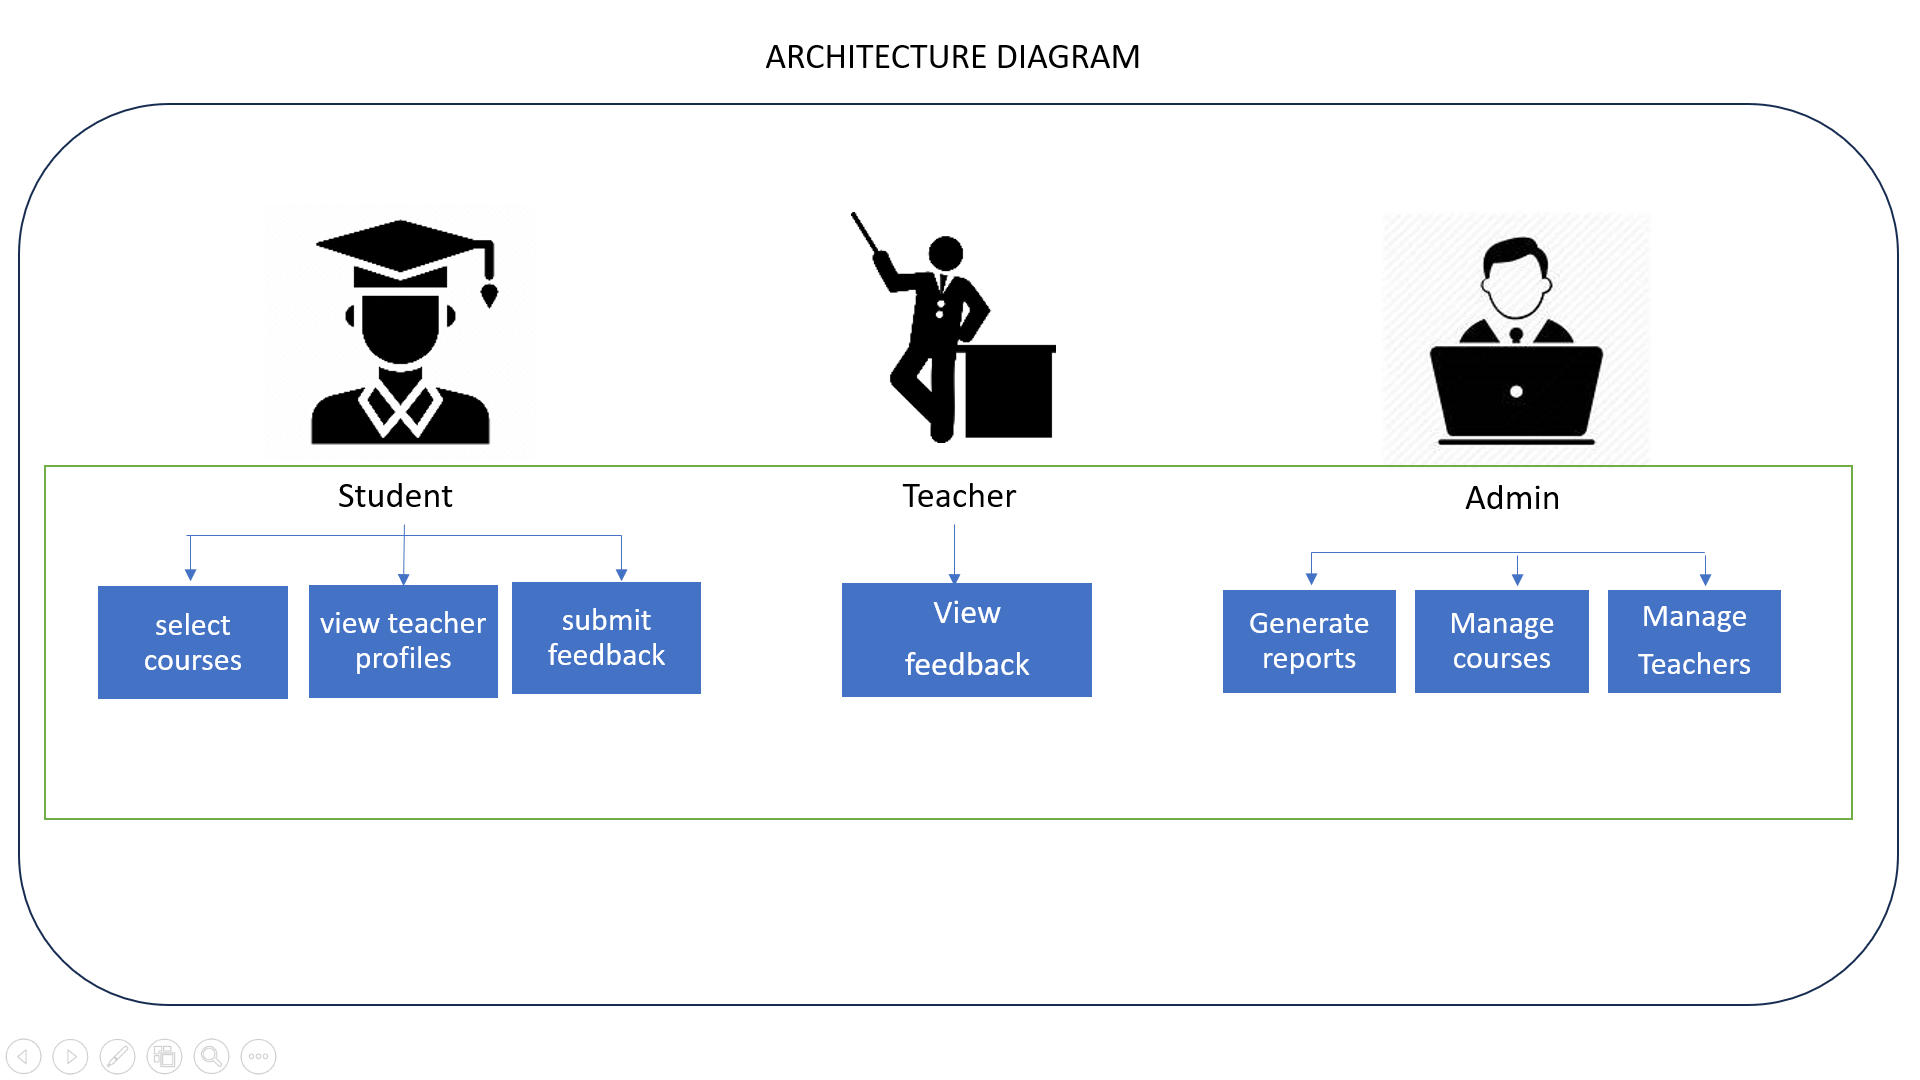 ARCHITECTURE DIAGRAM
Student
Teacher
Admin
select
courses
view teacher
profiles
submit
feedback
View
feedback
Generate
reports
Manage
courses
Manage
Teachers